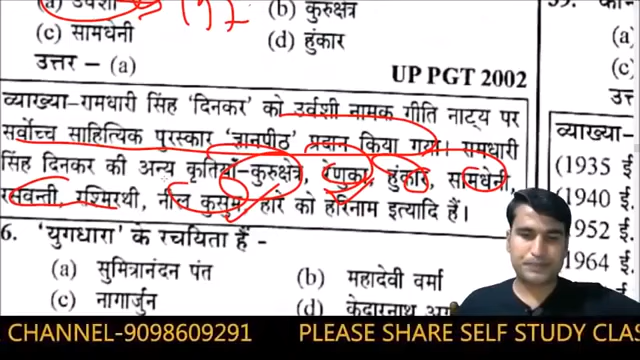 (a) उर्वशी
(b) कुरुक्षेत्र
(c) सामधेनी
(d) हुंकार
उत्तर – (a)
UP PGT 2002
व्याख्या–रामधारी सिंह 'दिनकर' को उर्वशी नामक गीति नाट्य पर
सर्वोच्च साहित्यिक पुरस्कार 'ज्ञानपीठ' प्रदान किया गया। रामधारी
सिंह दिनकर की अन्य कृतियाँ–कुरुक्षेत्र, रेणुका, हुंकार, सामधेनी,
रसवन्ती, रश्मिरथी, नील कुसुम, हारे को हरिनाम इत्यादि हैं।
6. 'युगधारा' के रचयिता हैं –
(a) सुमित्रानंदन पंत
(b) महादेवी वर्मा
(c) नागार्जुन
(d) केदारनाथ
(a)
(c)
व्याख्या–
(1935 ई.
(1940 ई.
1952 ई.
1964 ई.
CHANNEL-9098609291 PLEASE SHARE SELF STUDY CLAS